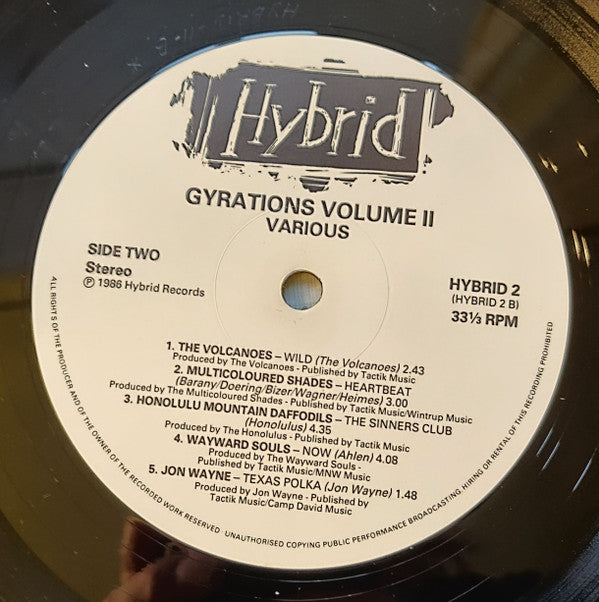 HYBRID-II-B
Hybrid
GYRATIONS VOLUME II
VARIOUS
SIDE TWO
Stereo
Ⓟ 1986 Hybrid Records
HYBRID 2
(HYBRID 2 B)
33⅓ RPM
1. THE VOLCANOES – WILD (The Volcanoes) 2.43
Produced by The Volcanoes - Published by Tactik Music
2. MULTICOLOURED SHADES – HEARTBEAT
(Barany/Doering/Bizer/Wagner/Heimes) 3.00
Produced by The Multicoloured Shades - Published by Tactik Music/Wintrup Music
3. HONOLULU MOUNTAIN DAFFODILS – THE SINNERS CLUB
(Honolulus) 4.35
Produced by The Honolulus - Published by Tactik Music
4. WAYWARD SOULS – NOW (Ahlen) 4.08
Produced by The Wayward Souls -
Published by Tactik Music/MNW Music
5. JON WAYNE – TEXAS POLKA (Jon Wayne) 1.48
Produced by Jon Wayne - Published by
Tactik Music/Camp David Music
ALL RIGHTS OF THE PRODUCER AND OF THE OWNER OF THE RECORDED WORK RESERVED · UNAUTHORISED COPYING PUBLIC PERFORMANCE BROADCASTING, HIRING OR RENTAL OF THIS RECORDING PROHIBITED